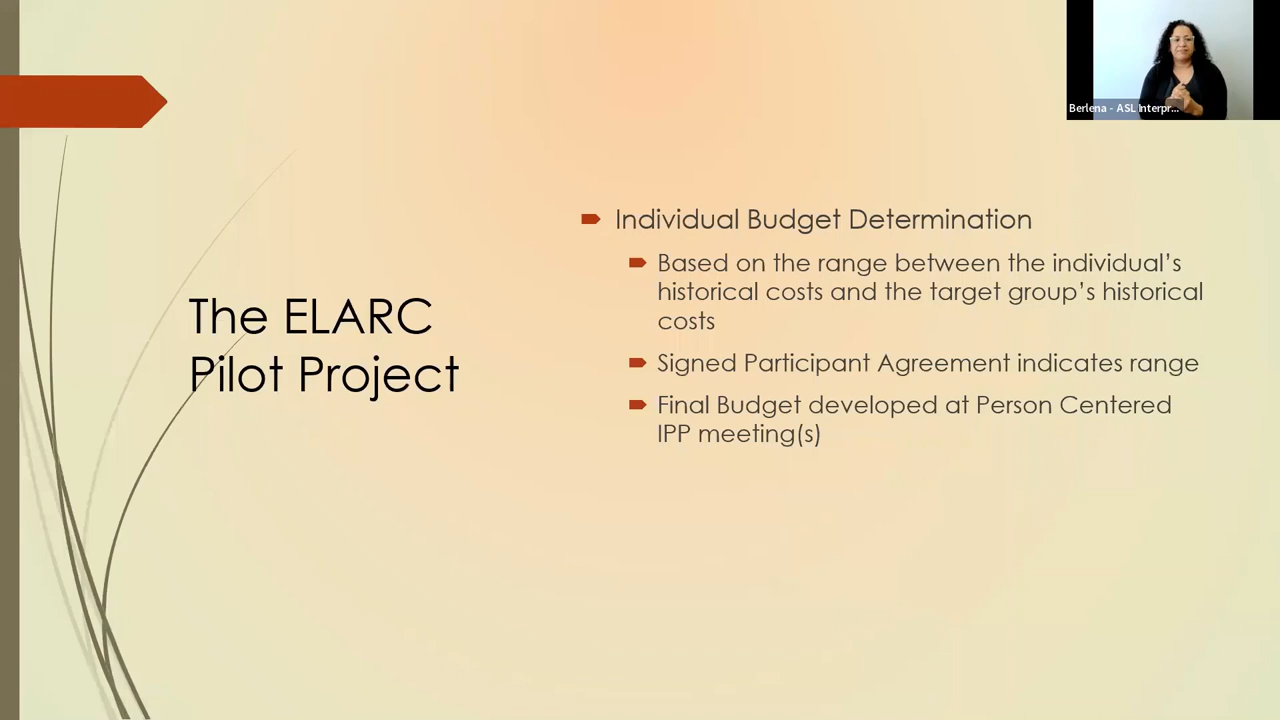 Berlena - ASL Interpr...
The ELARC
Pilot Project
Individual Budget Determination
Based on the range between the individual’s
historical costs and the target group’s historical
costs
Signed Participant Agreement indicates range
Final Budget developed at Person Centered
IPP meeting(s)